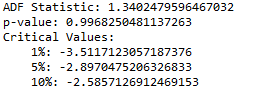 ADF Statistic: 1.3402479596467032
p-value: 0.9968250481137263
Critical Values:
1%: -3.5117123057187376
5%: -2.8970475206326833
10%: -2.5857126912469153